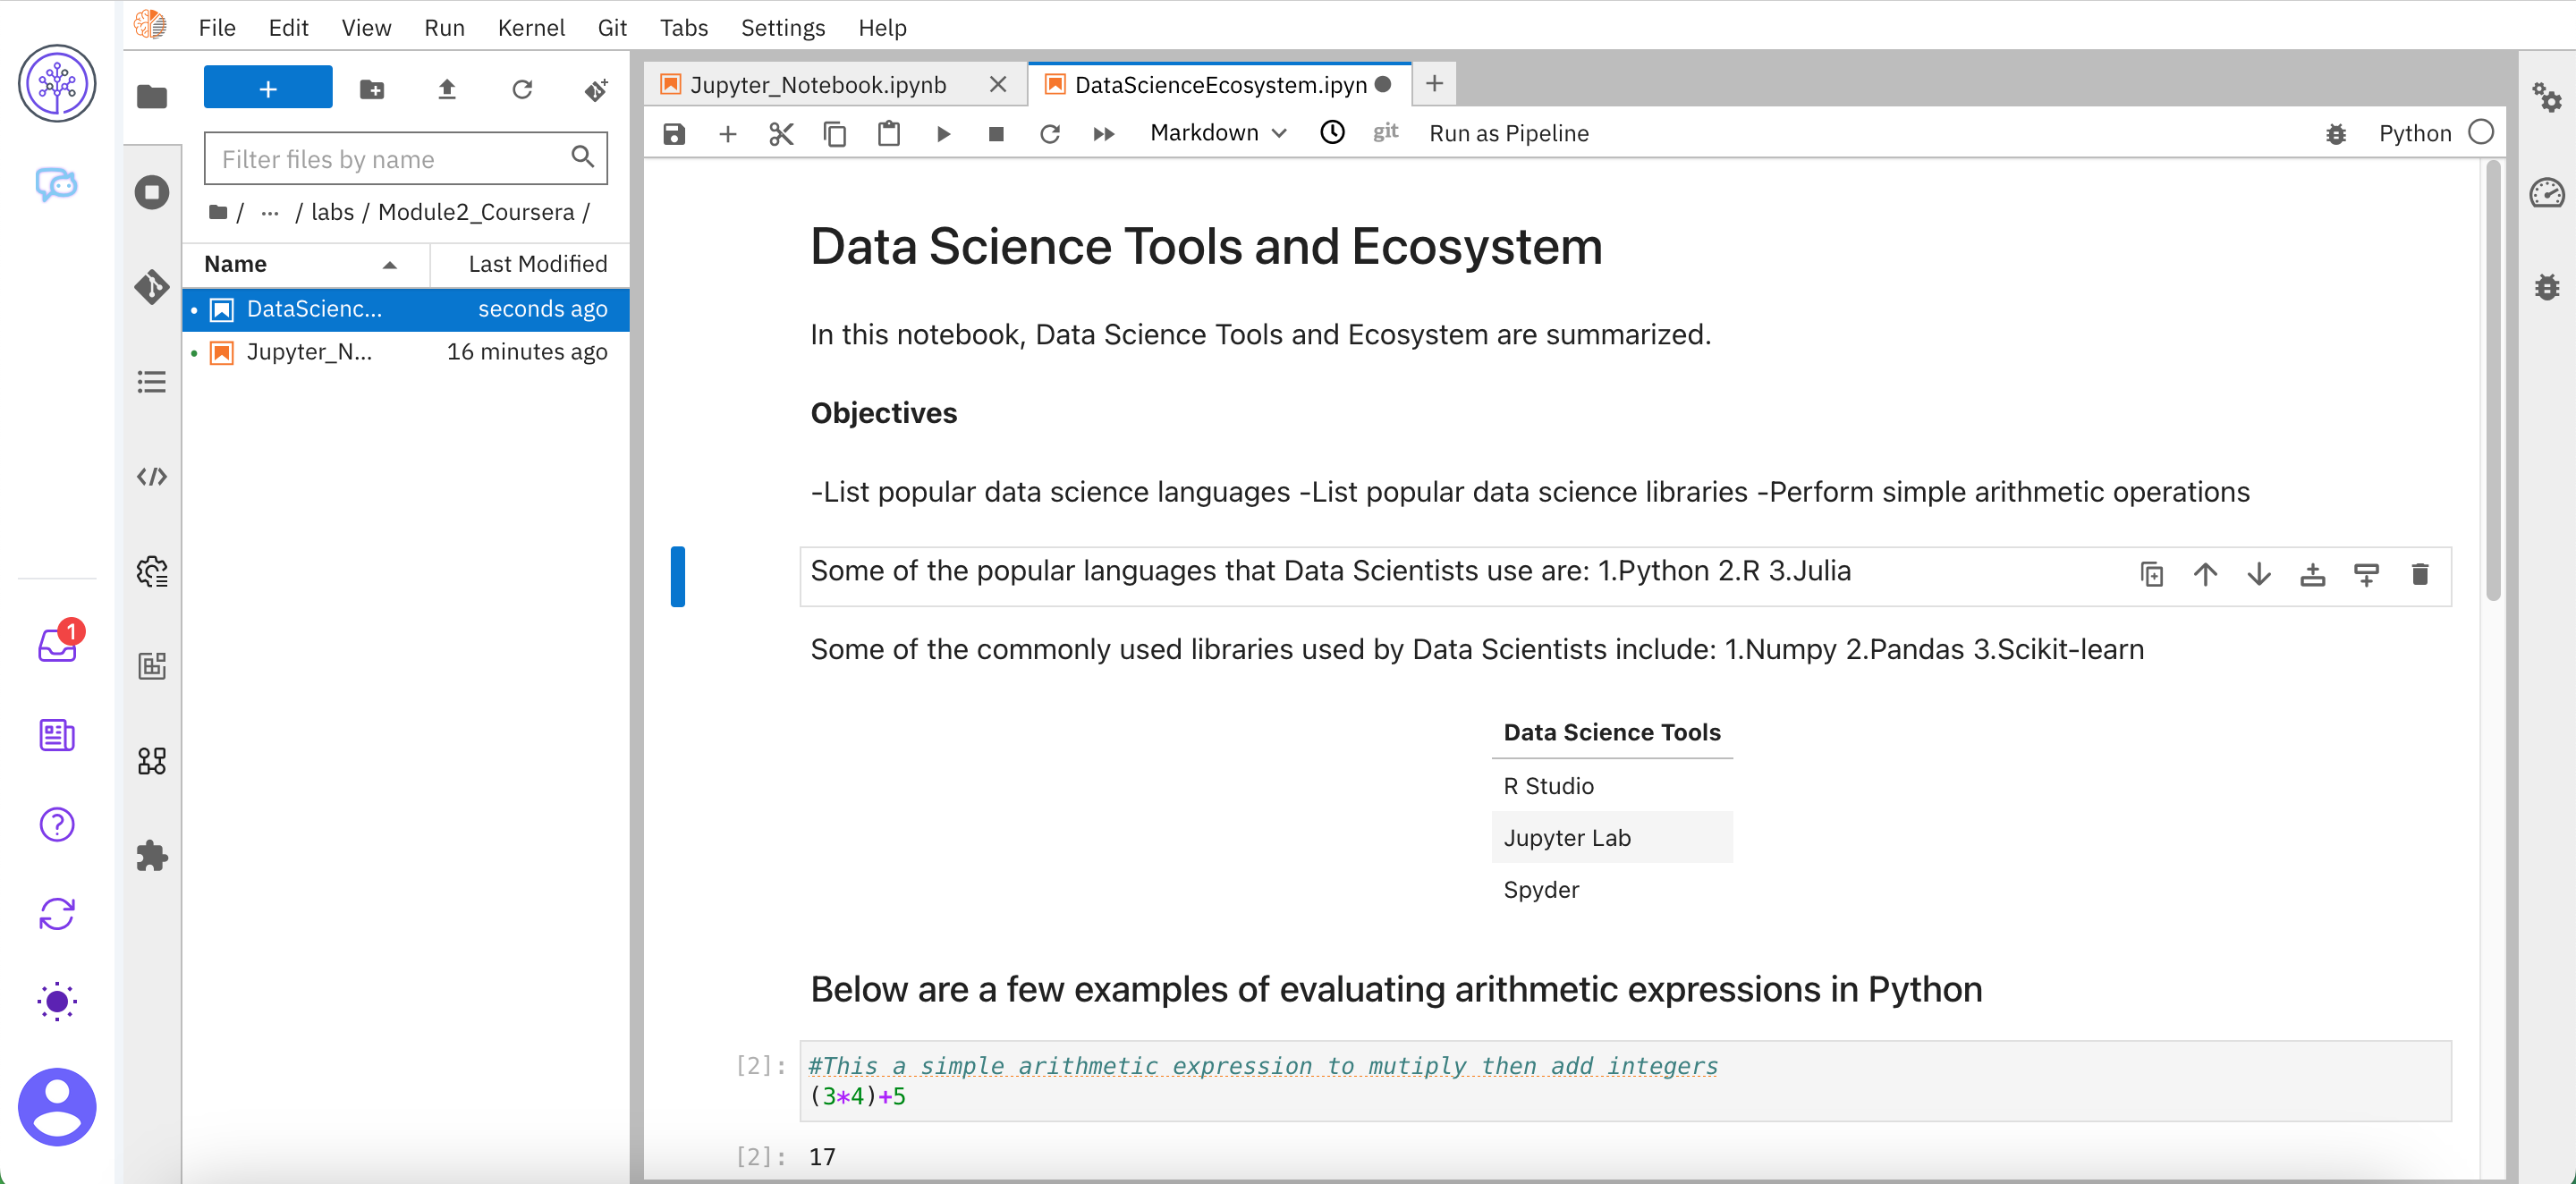 File Edit View Run Kernel Git Tabs Settings Help
+
Filter files by name
/ ... / labs / Module2_Coursera /
Name Last Modified
DataScienc... seconds ago
Jupyter_N... 16 minutes ago
1
Jupyter_Notebook.ipynb
DataScienceEcosystem.ipyn
Markdown git Run as Pipeline Python
Data Science Tools and Ecosystem
In this notebook, Data Science Tools and Ecosystem are summarized.
Objectives
-List popular data science languages -List popular data science libraries -Perform simple arithmetic operations
Some of the popular languages that Data Scientists use are: 1.Python 2.R 3.Julia
Some of the commonly used libraries used by Data Scientists include: 1.Numpy 2.Pandas 3.Scikit-learn
Data Science Tools
R Studio
Jupyter Lab
Spyder
Below are a few examples of evaluating arithmetic expressions in Python
[2]: #This a simple arithmetic expression to mutiply then add integers
(3*4)+5
[2]: 17